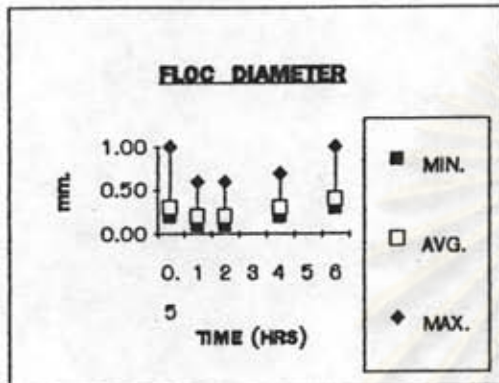 FLOC DIAMETER
1.00
0.50
0.00
mm.
0. 1 2 3 4 5 6
5
TIME (HRS)
MIN.
AVG.
MAX.